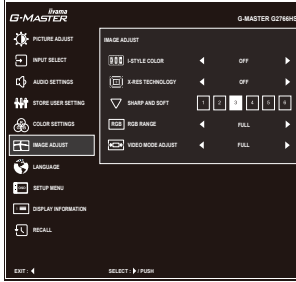 iiyama
G-MASTER
G-MASTER G2766HS
PICTURE ADJUST
INPUT SELECT
AUDIO SETTINGS
STORE USER SETTING
COLOR SETTINGS
IMAGE ADJUST
LANGUAGE
SETUP MENU
DISPLAY INFORMATION
RECALL
IMAGE ADJUST
I-STYLE COLOR OFF
X-RES TECHNOLOGY OFF
SHARP AND SOFT 1 2 3 4 5 6
RGB RGB RANGE FULL
VIDEO MODE ADJUST FULL
EXIT :
SELECT : / PUSH